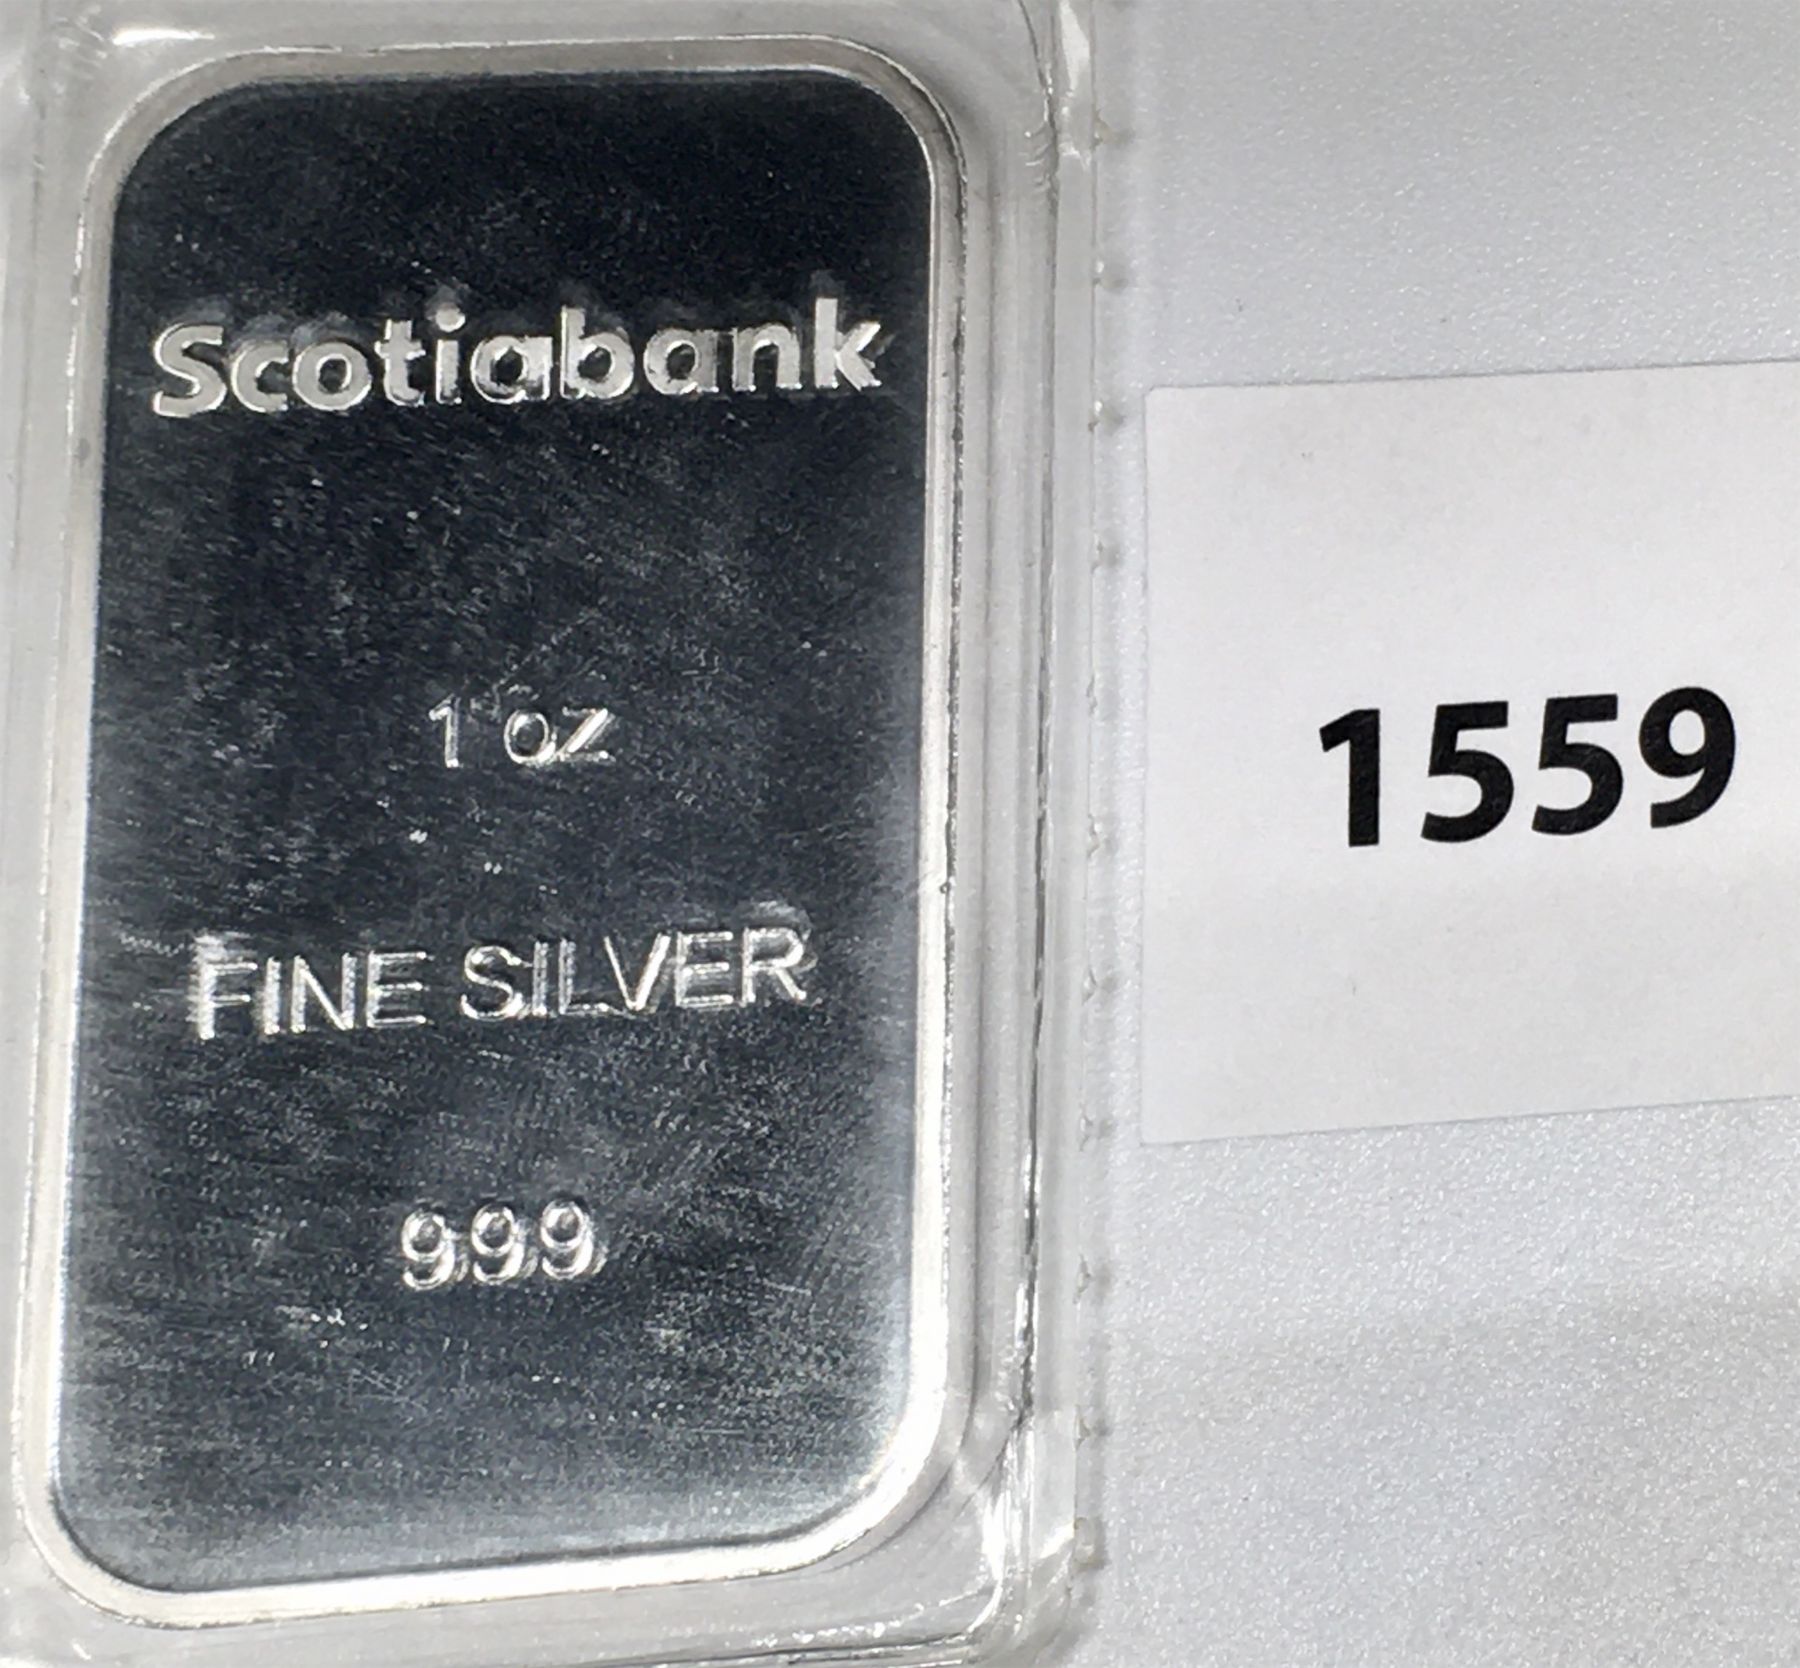 Scotiabank
1 oz
FINE SILVER
999
1559